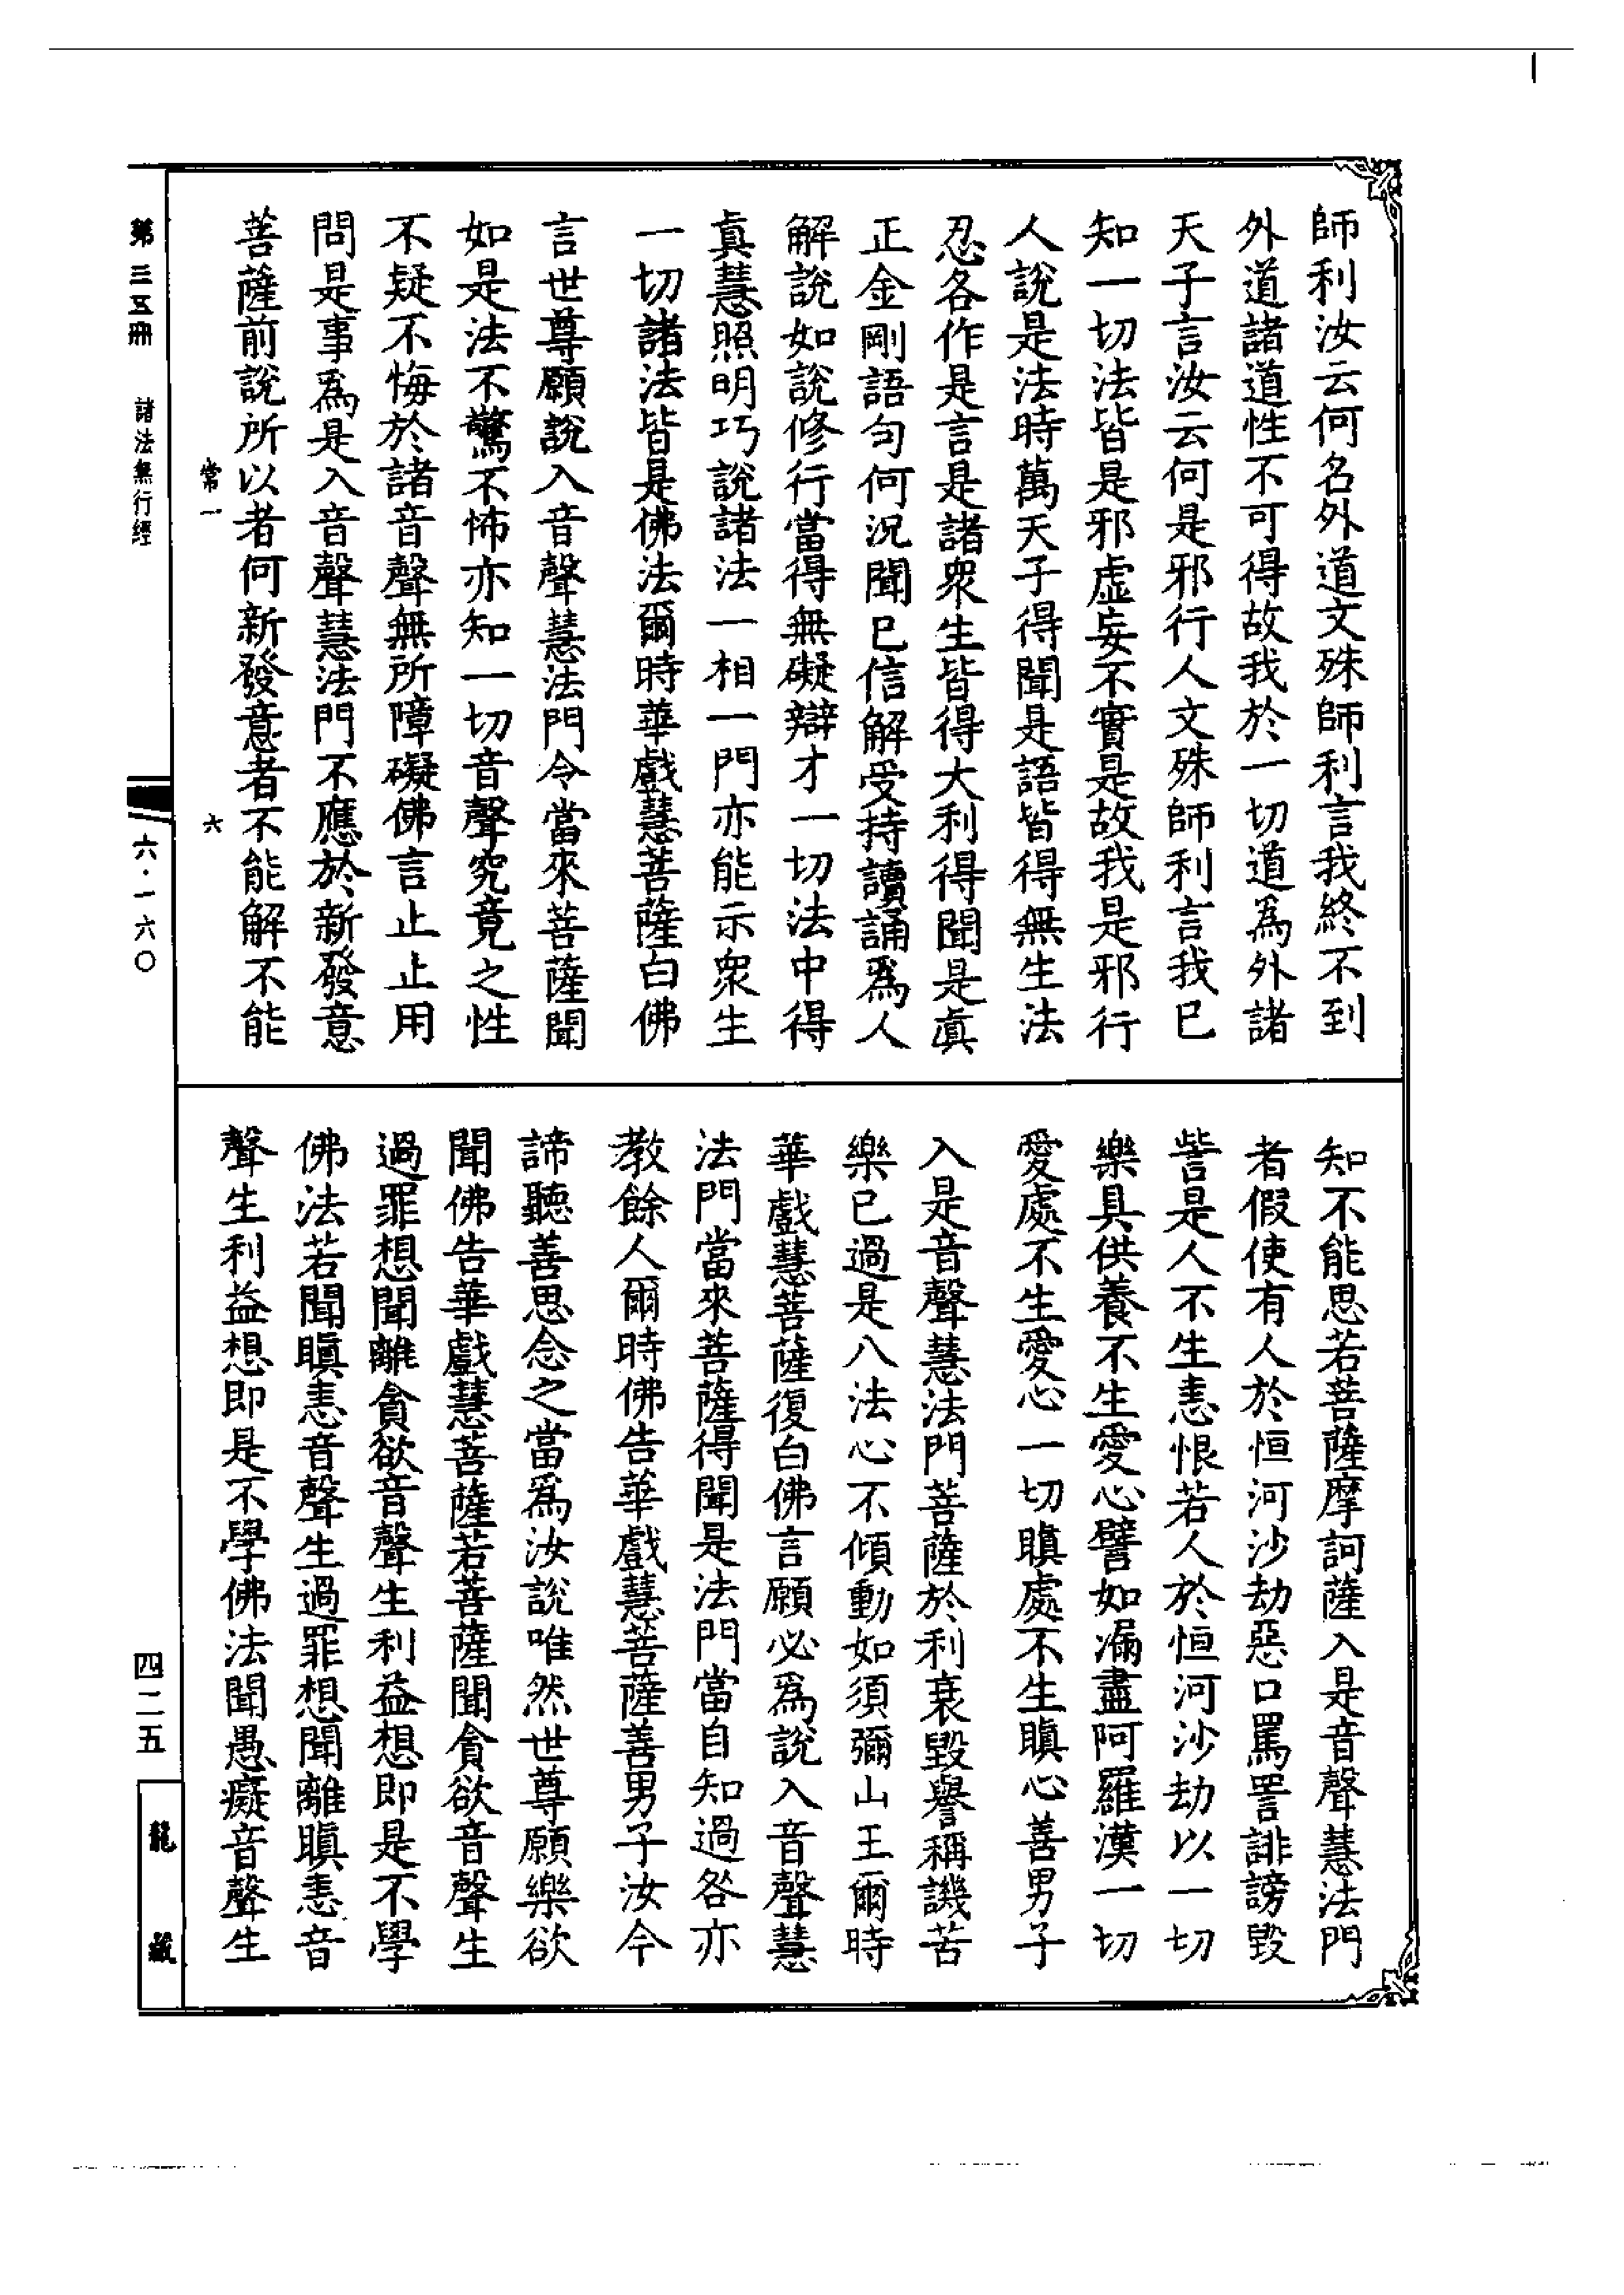 師利汝云何名外道文殊師利言我終不到
外道諸道性不可得故我於一切道為外諸
天子言汝云何是邪行人文殊師利言我已
知一切法皆是邪虛妄不實是故我是邪行
人說是法時萬天子得聞是語皆得無生法
忍各作是言是諸衆生皆得大利得聞是真
正金剛語句何況聞已信解受持讀誦爲人
解說如說修行當得無礙辯才一切法中得
真慧照明巧說諸法一相一門亦能示衆生
一切諸法皆是佛法爾時華戲慧菩薩白佛
言世尊願說入音聲慧法門令當來菩薩聞
如是法不驚不怖亦知一切音聲究竟之性
不疑不悔於諸音聲無所障礙佛言止止用
問是事爲是入音聲慧法門不應於新發意
菩薩前說所以者何新發意者不能解不能
常一 六
第三五冊 諸法無行經 六·一六〇
知不能思若菩薩摩訶薩入是音聲慧法門
者假使有人於恒河沙劫惡口罵詈誹謗毀
訾是人不生恚恨若人於恒河沙劫以一切
樂具供養不生愛心譬如漏盡阿羅漢一切
愛處不生愛心一切瞋處不生瞋心善男子
入是音聲慧法門菩薩於利衰毀譽稱譏苦
樂已過是八法心不傾動如須彌山王爾時
華戲慧菩薩復白佛言願必爲說入音聲慧
法門當來菩薩得聞是法門當自知過咎亦
教餘人爾時佛告華戲慧菩薩善男子汝今
諦聽善思念之當爲汝說唯然世尊願樂欲
聞佛告華戲慧菩薩若菩薩聞貪欲音聲生
過罪想聞離貪欲音聲生利益想即是不學
佛法若聞瞋恚音聲生過罪想聞離瞋恚音
聲生利益想即是不學佛法聞愚癡音聲生
四二五
龍藏